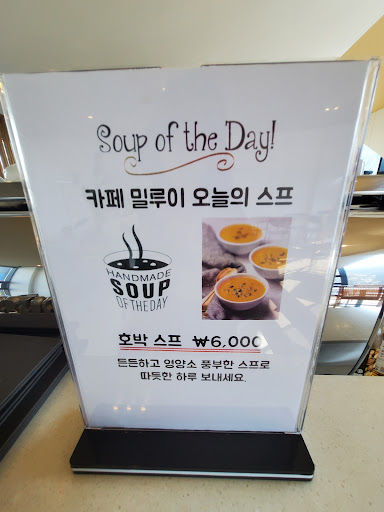 Soup of the Day!
카페 밀루이 오늘의 스프
HANDMADE
SOUP
OF THE DAY
호박 스프 ₩6,000
든든하고 영양소 풍부한 스프로
따듯한 하루 보내세요.